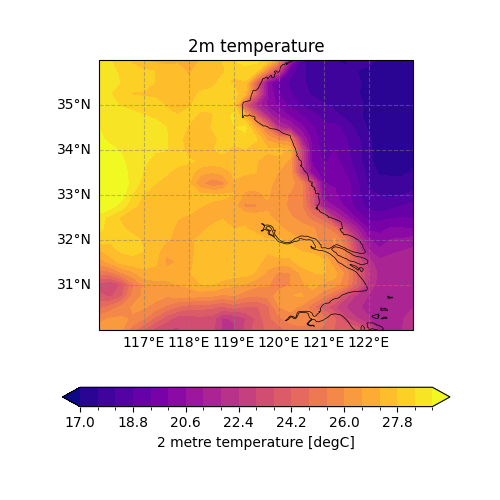 2m temperature
35°N
34°N
33°N
32°N
31°N
117°E 118°E 119°E 120°E 121°E 122°E
17.0 18.8 20.6 22.4 24.2 26.0 27.8
2 metre temperature [degC]